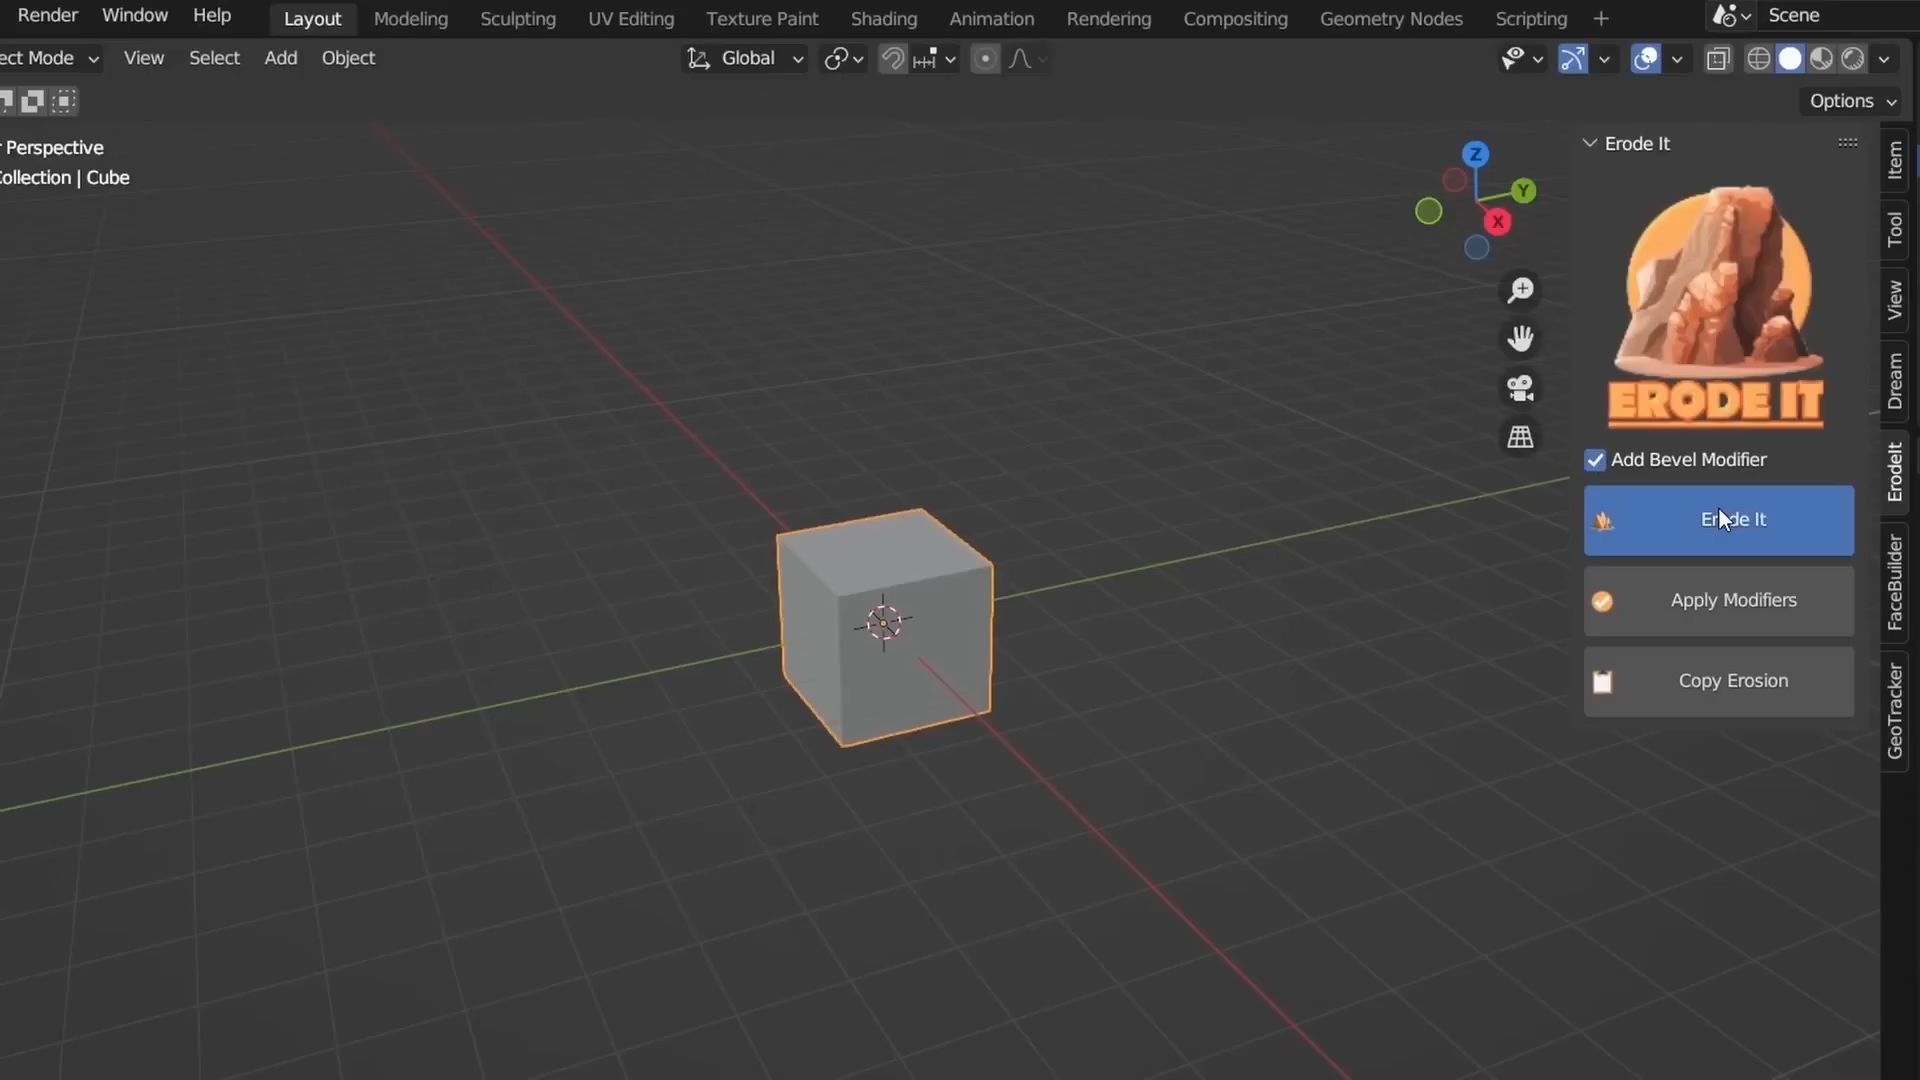 Render Window Help Layout Modeling Sculpting UV Editing Texture Paint Shading Animation Rendering Compositing Geometry Nodes Scripting + Scene
ect Mode View Select Add Object Global
Options
r Perspective
Collection | Cube
Erode It
Z
Y
X
ERODE IT
Add Bevel Modifier
Erode It
Apply Modifiers
Copy Erosion
Item
Tool
View
Dream
ErodeIt
FaceBuilder
GeoTracker